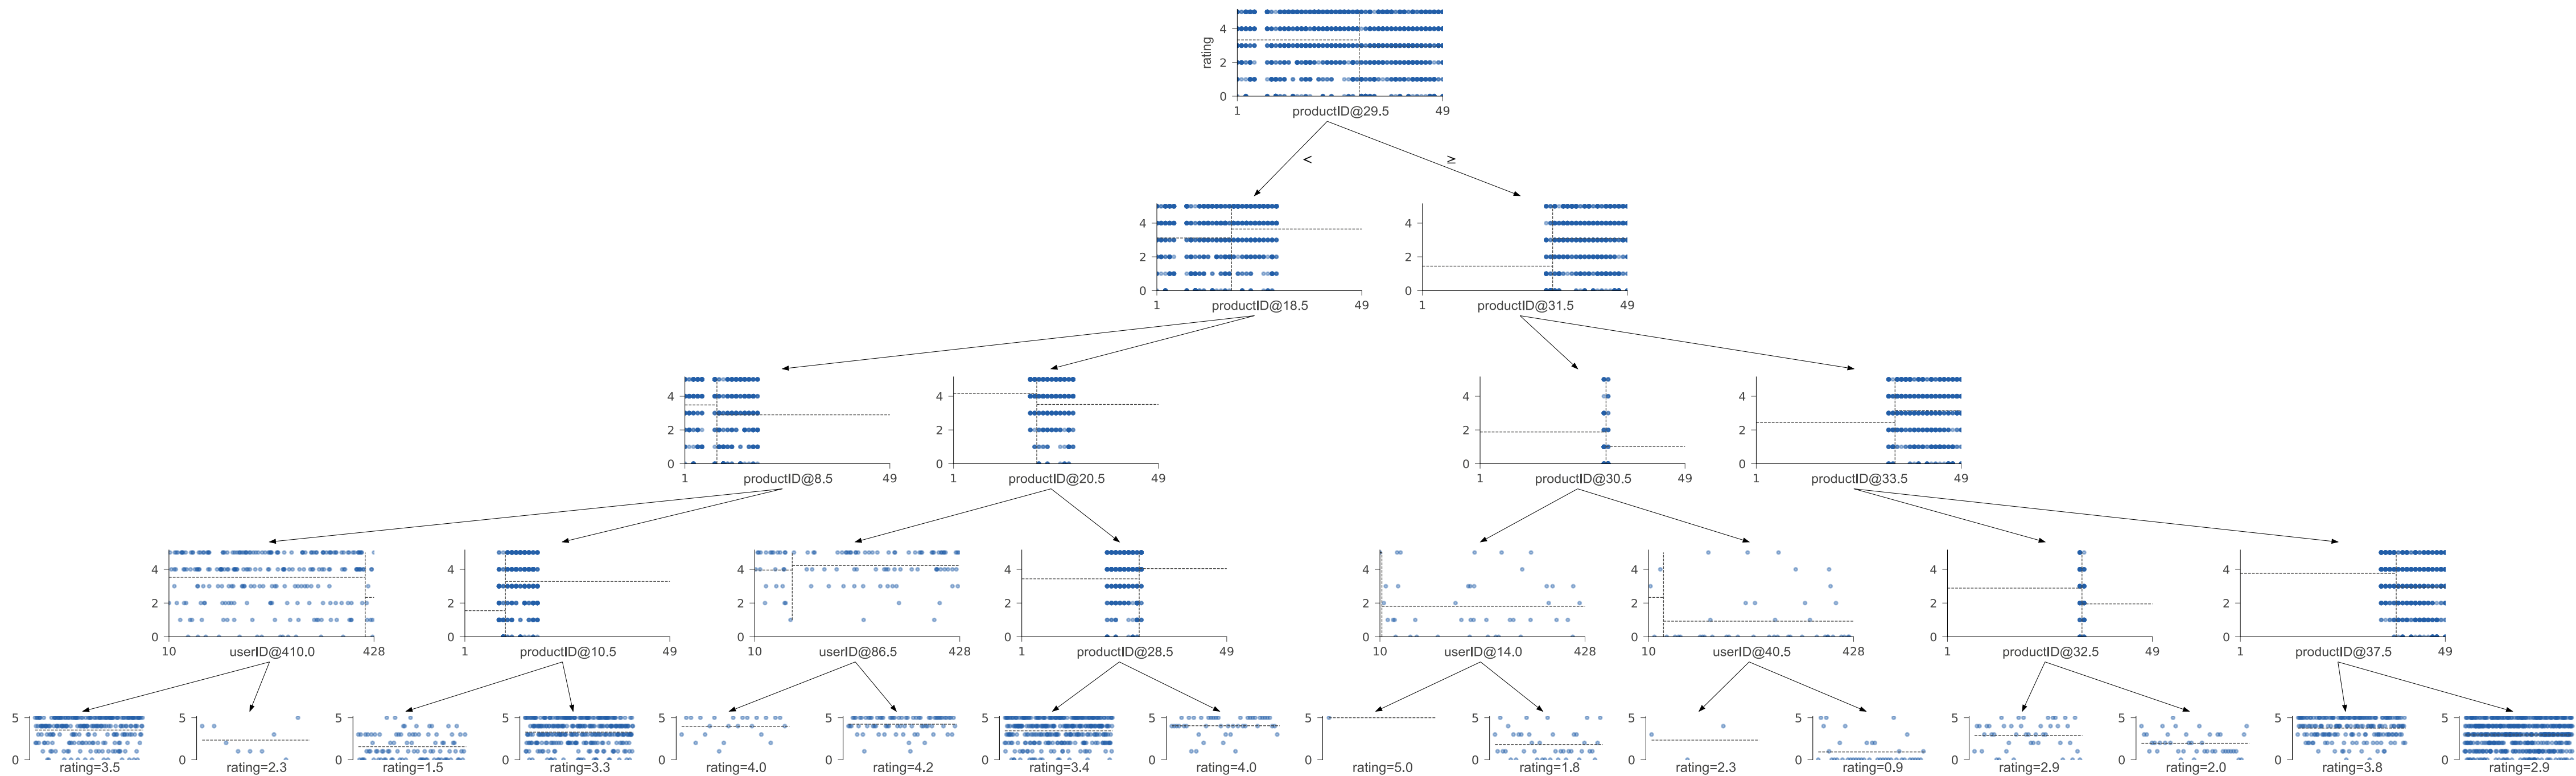 rating
4
2
0
1 productID@29.5 49
< ≥
4
2
0
1 productID@18.5 49
4
2
0
1 productID@31.5 49
4
2
0
1 productID@8.5 49
4
2
0
1 productID@20.5 49
4
2
0
1 productID@30.5 49
4
2
0
1 productID@33.5 49
4
2
0
10 userID@410.0 428
4
2
0
1 productID@10.5 49
4
2
0
10 userID@86.5 428
4
2
0
1 productID@28.5 49
4
2
0
10 userID@14.0 428
4
2
0
10 userID@40.5 428
4
2
0
1 productID@32.5 49
4
2
0
1 productID@37.5 49
5
0
rating=3.5
5
0
rating=2.3
5
0
rating=1.5
5
0
rating=3.3
5
0
rating=4.0
5
0
rating=4.2
5
0
rating=3.4
5
0
rating=4.0
5
0
rating=5.0
5
0
rating=1.8
5
0
rating=2.3
5
0
rating=0.9
5
0
rating=2.9
5
0
rating=2.0
5
0
rating=3.8
5
0
rating=2.9